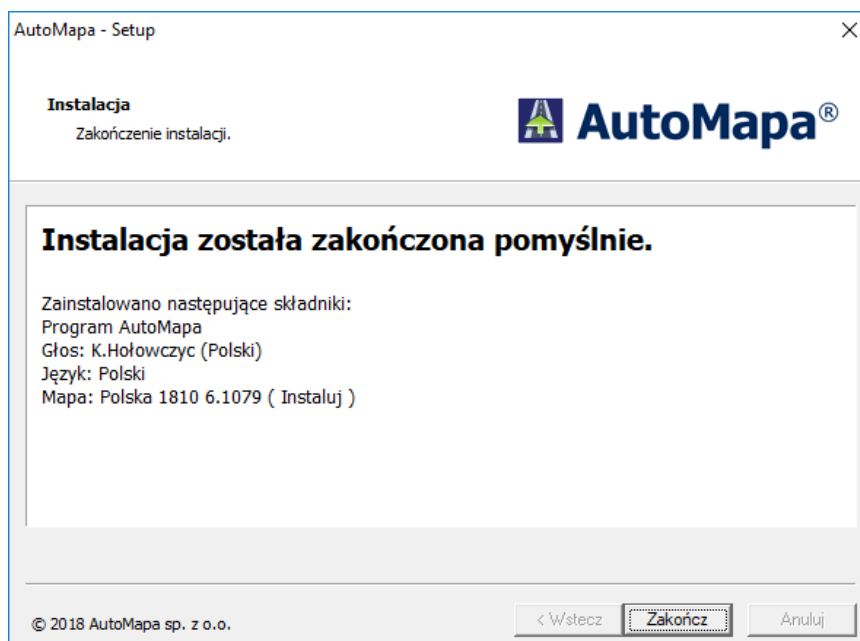 AutoMapa - Setup
Instalacja
Zakończenie instalacji.
AutoMapa®
Instalacja została zakończona pomyślnie.
Zainstalowano następujące składniki:
Program AutoMapa
Głos: K.Hołowczyc (Polski)
Język: Polski
Mapa: Polska 1810 6.1079 ( Instaluj )
© 2018 AutoMapa sp. z o.o.
< Wstecz
Zakończ
Anuluj